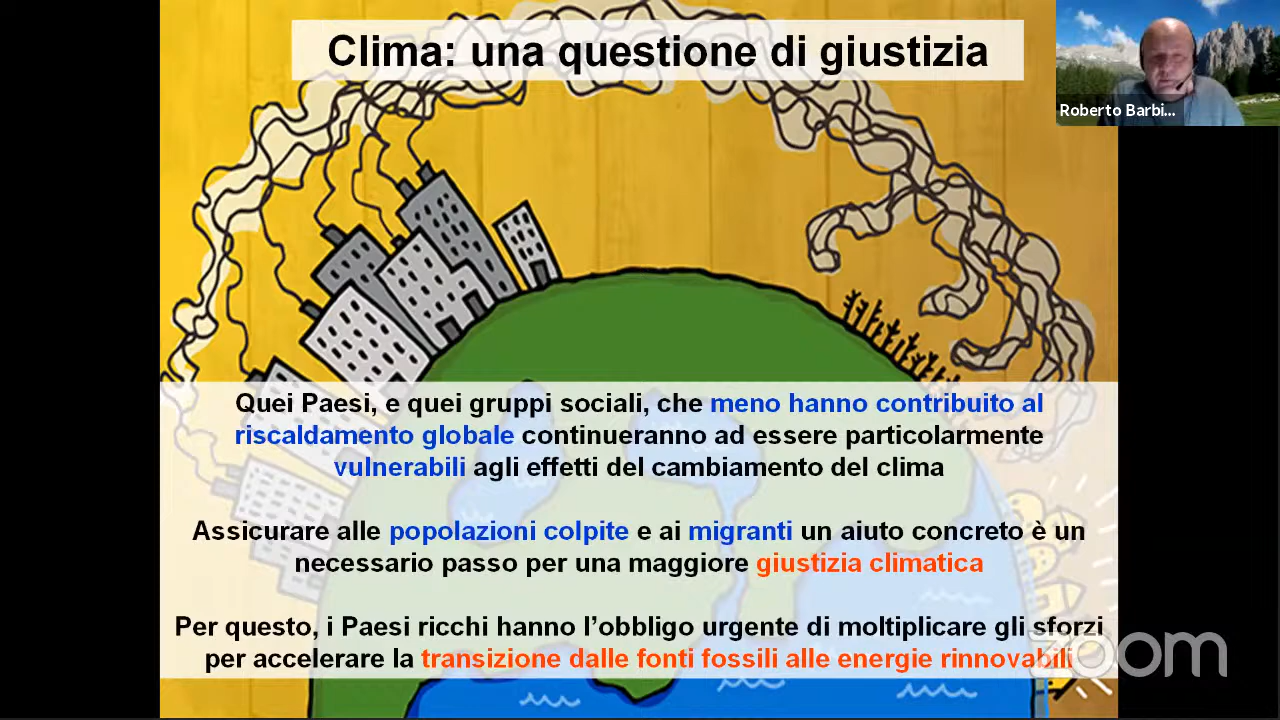 Clima: una questione di giustizia
Roberto Barbi...
Quei Paesi, e quei gruppi sociali, che meno hanno contribuito al
riscaldamento globale continueranno ad essere particolarmente
vulnerabili agli effetti del cambiamento del clima
Assicurare alle popolazioni colpite e ai migranti un aiuto concreto è un
necessario passo per una maggiore giustizia climatica
Per questo, i Paesi ricchi hanno l’obbligo urgente di moltiplicare gli sforzi
per accelerare la transizione dalle fonti fossili alle energie rinnovabili
zoom